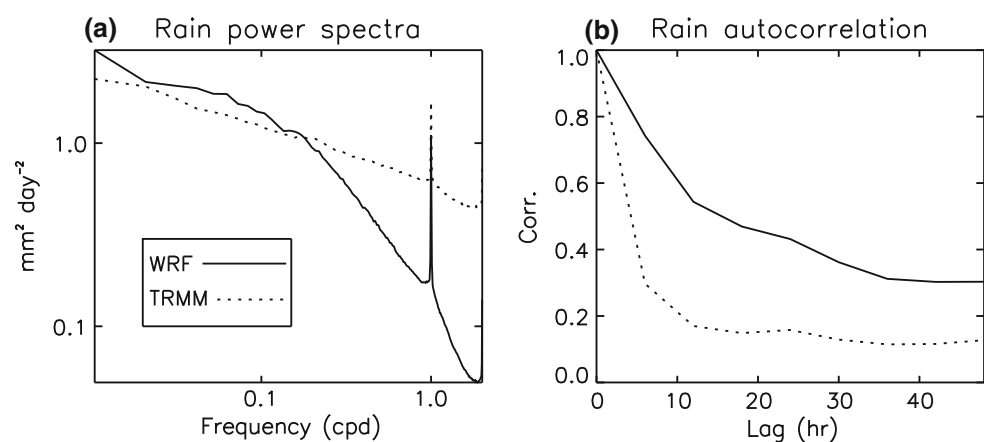 (a) Rain power spectra
mm² day⁻²
1.0
0.1
WRF
TRMM
0.1 1.0
Frequency (cpd)
(b) Rain autocorrelation
Corr.
1.0
0.8
0.6
0.4
0.2
0.0
0 10 20 30 40
Lag (hr)